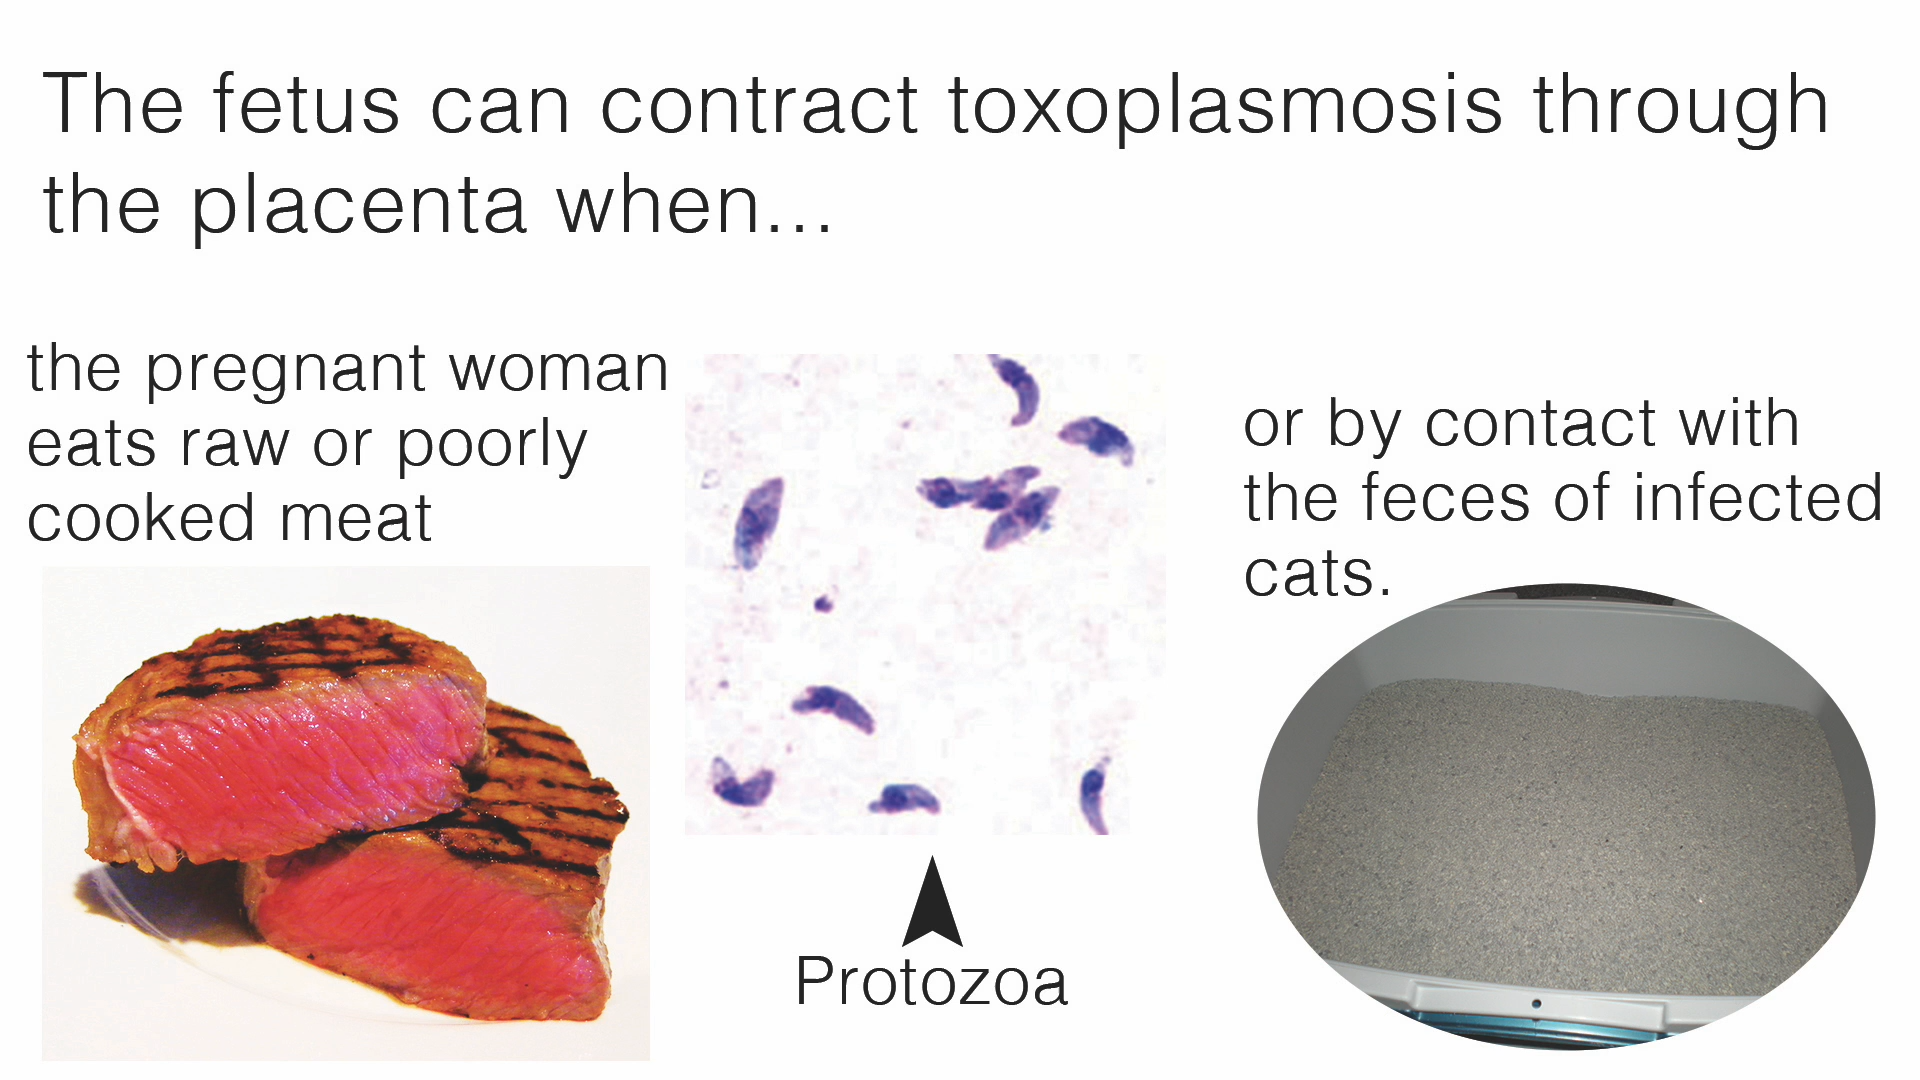 The fetus can contract toxoplasmosis through
the placenta when...
the pregnant woman
eats raw or poorly
cooked meat
or by contact with
the feces of infected
cats.
Protozoa